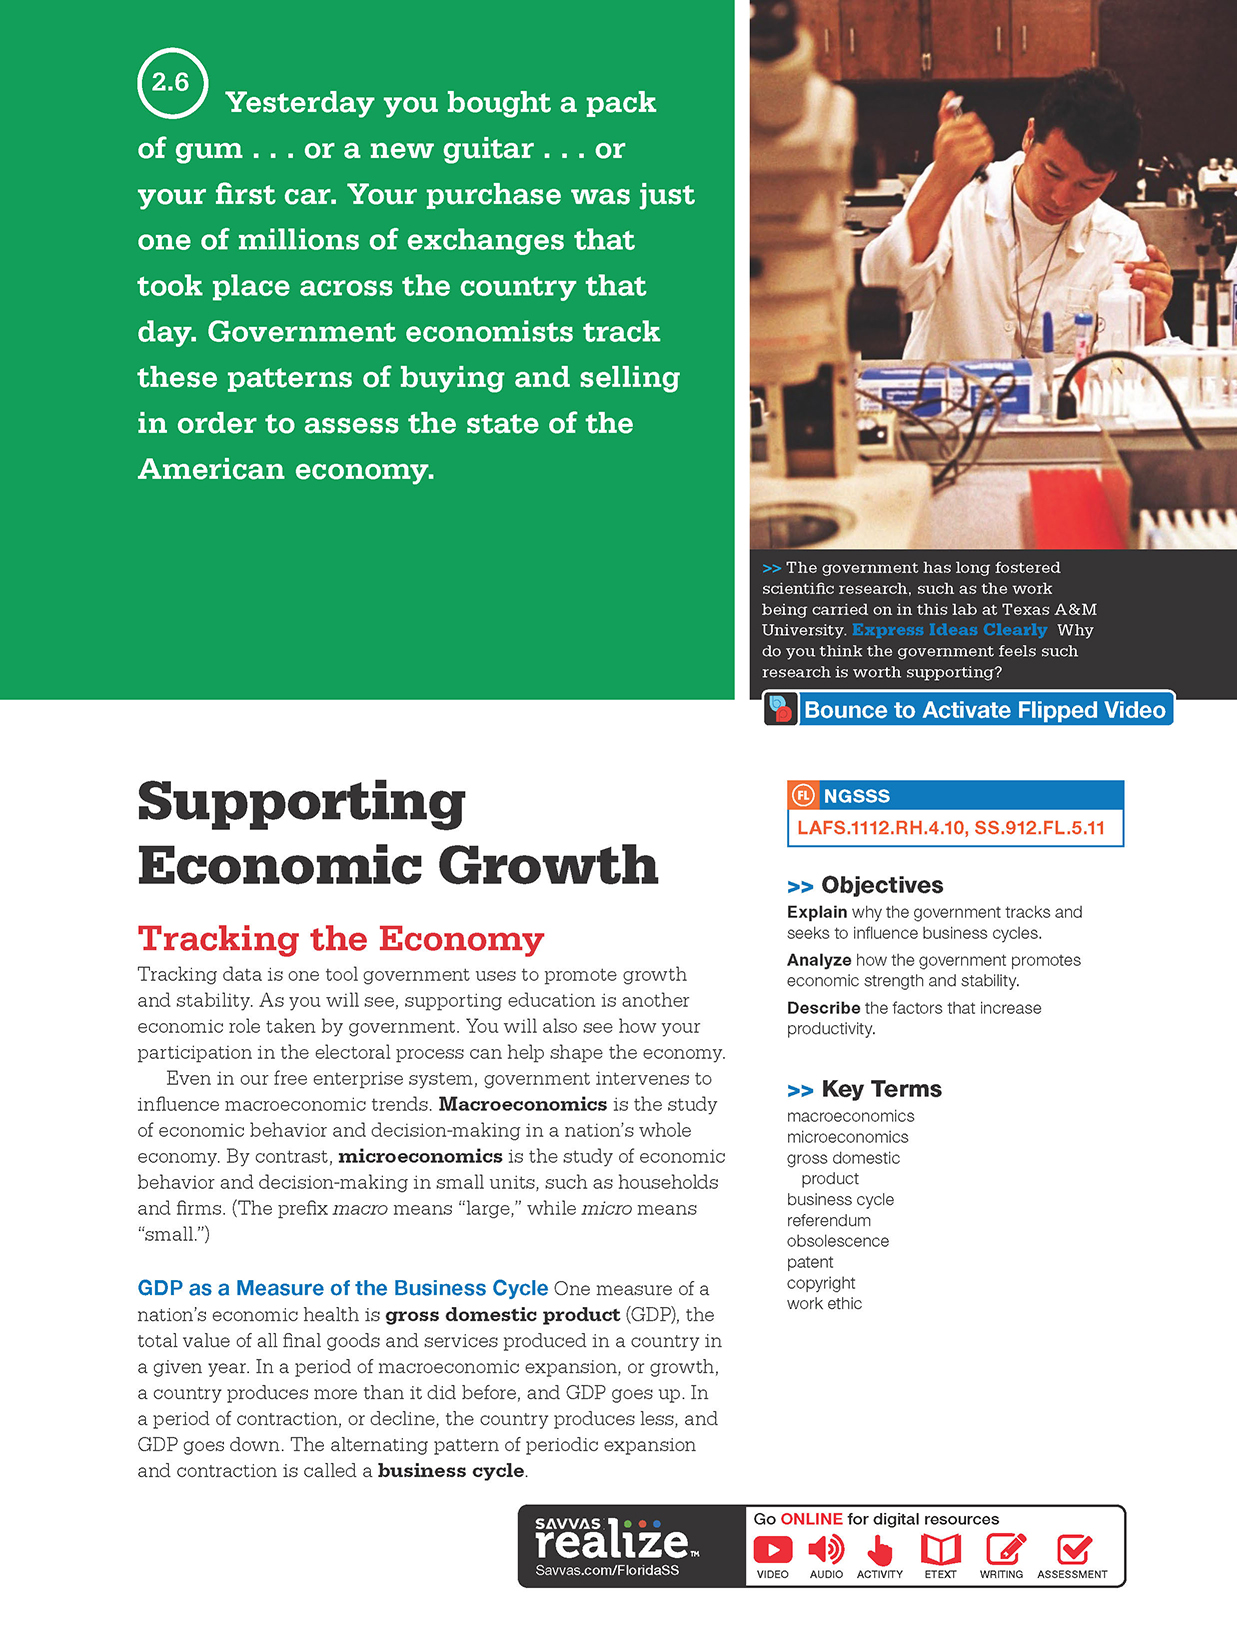 2.6
Yesterday you bought a pack
of gum . . . or a new guitar . . . or
your first car. Your purchase was just
one of millions of exchanges that
took place across the country that
day. Government economists track
these patterns of buying and selling
in order to assess the state of the
American economy.
>> The government has long fostered
scientific research, such as the work
being carried on in this lab at Texas A&M
University. Express Ideas Clearly Why
do you think the government feels such
research is worth supporting?
Bounce to Activate Flipped Video
Supporting
Economic Growth
Tracking the Economy
Tracking data is one tool government uses to promote growth
and stability. As you will see, supporting education is another
economic role taken by government. You will also see how your
participation in the electoral process can help shape the economy.
Even in our free enterprise system, government intervenes to
influence macroeconomic trends. Macroeconomics is the study
of economic behavior and decision-making in a nation’s whole
economy. By contrast, microeconomics is the study of economic
behavior and decision-making in small units, such as households
and firms. (The prefix macro means “large,” while micro means
“small.”)
GDP as a Measure of the Business Cycle One measure of a
nation’s economic health is gross domestic product (GDP), the
total value of all final goods and services produced in a country in
a given year. In a period of macroeconomic expansion, or growth,
a country produces more than it did before, and GDP goes up. In
a period of contraction, or decline, the country produces less, and
GDP goes down. The alternating pattern of periodic expansion
and contraction is called a business cycle.
FL NGSSS
LAFS.1112.RH.4.10, SS.912.FL.5.11
>> Objectives
Explain why the government tracks and
seeks to influence business cycles.
Analyze how the government promotes
economic strength and stability.
Describe the factors that increase
productivity.
>> Key Terms
macroeconomics
microeconomics
gross domestic
product
business cycle
referendum
obsolescence
patent
copyright
work ethic
SAVVAS
realize™
Savvas.com/FloridaSS
Go ONLINE for digital resources
VIDEO AUDIO ACTIVITY ETEXT WRITING ASSESSMENT